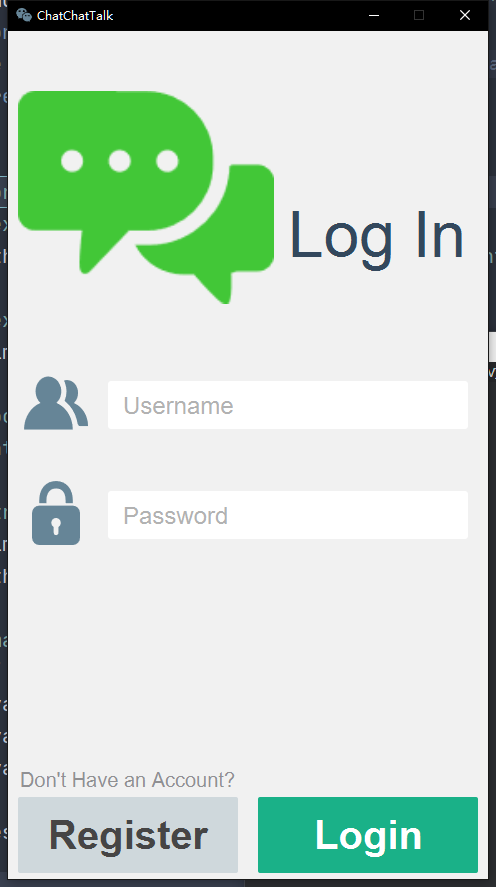 ChatChatTalk
Log In
Username
Password
Don't Have an Account?
Register
Login